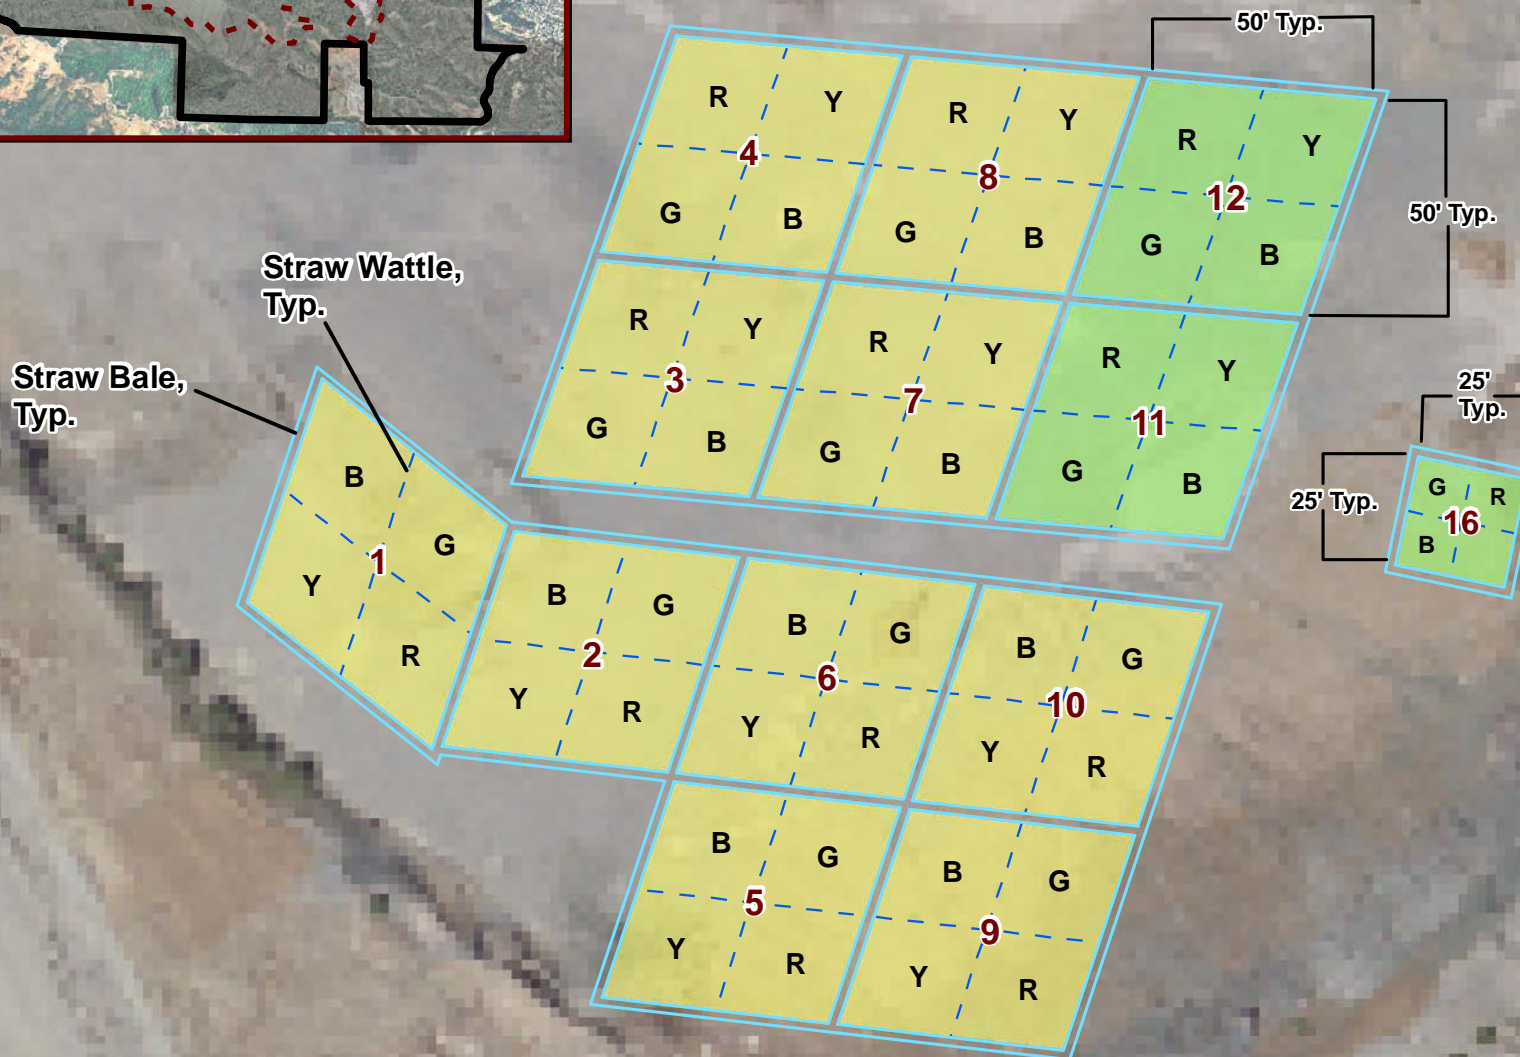 50' Typ.
R Y R Y
4 8
R Y
12
G B G B
G B
50' Typ.
Straw Wattle,
Typ.
R Y R Y
R Y
3 7
11
G B G B
G B
Straw Bale,
Typ.
25'
Typ.
25' Typ.
G R
16
B
B
G
1
Y
R
B G
2
Y R
B G
6
Y R
B G
10
Y R
B G
5
Y R
B G
9
Y R